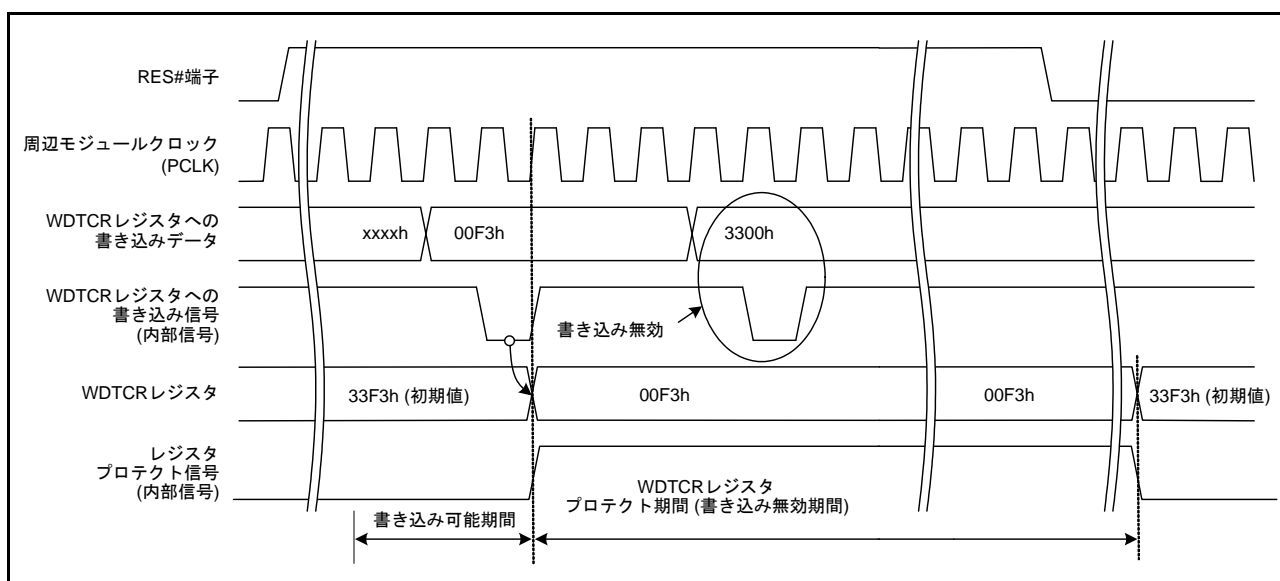 RES#端子
周辺モジュールクロック
(PCLK)
WDTCRレジスタへの
書き込みデータ
xxxxh
00F3h
3300h
WDTCRレジスタへの
書き込み信号
(内部信号)
書き込み無効
WDTCRレジスタ
33F3h (初期値)
00F3h
00F3h
33F3h (初期値)
レジスタ
プロテクト信号
(内部信号)
WDTCRレジスタ
プロテクト期間 (書き込み無効期間)
書き込み可能期間